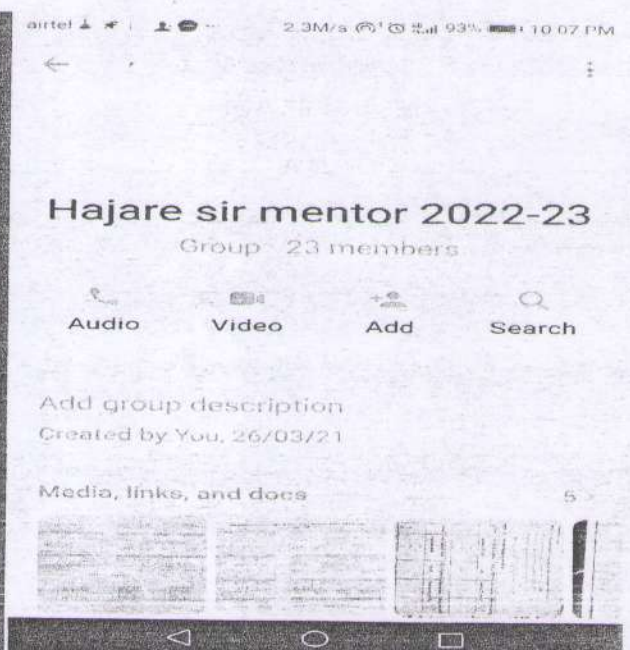 airtel 2.3M/s 93% 10:07 PM
Hajare sir mentor 2022-23
Group 23 members
Audio Video Add Search
Add group description
Created by You, 26/03/21
Media, links, and docs 5 >